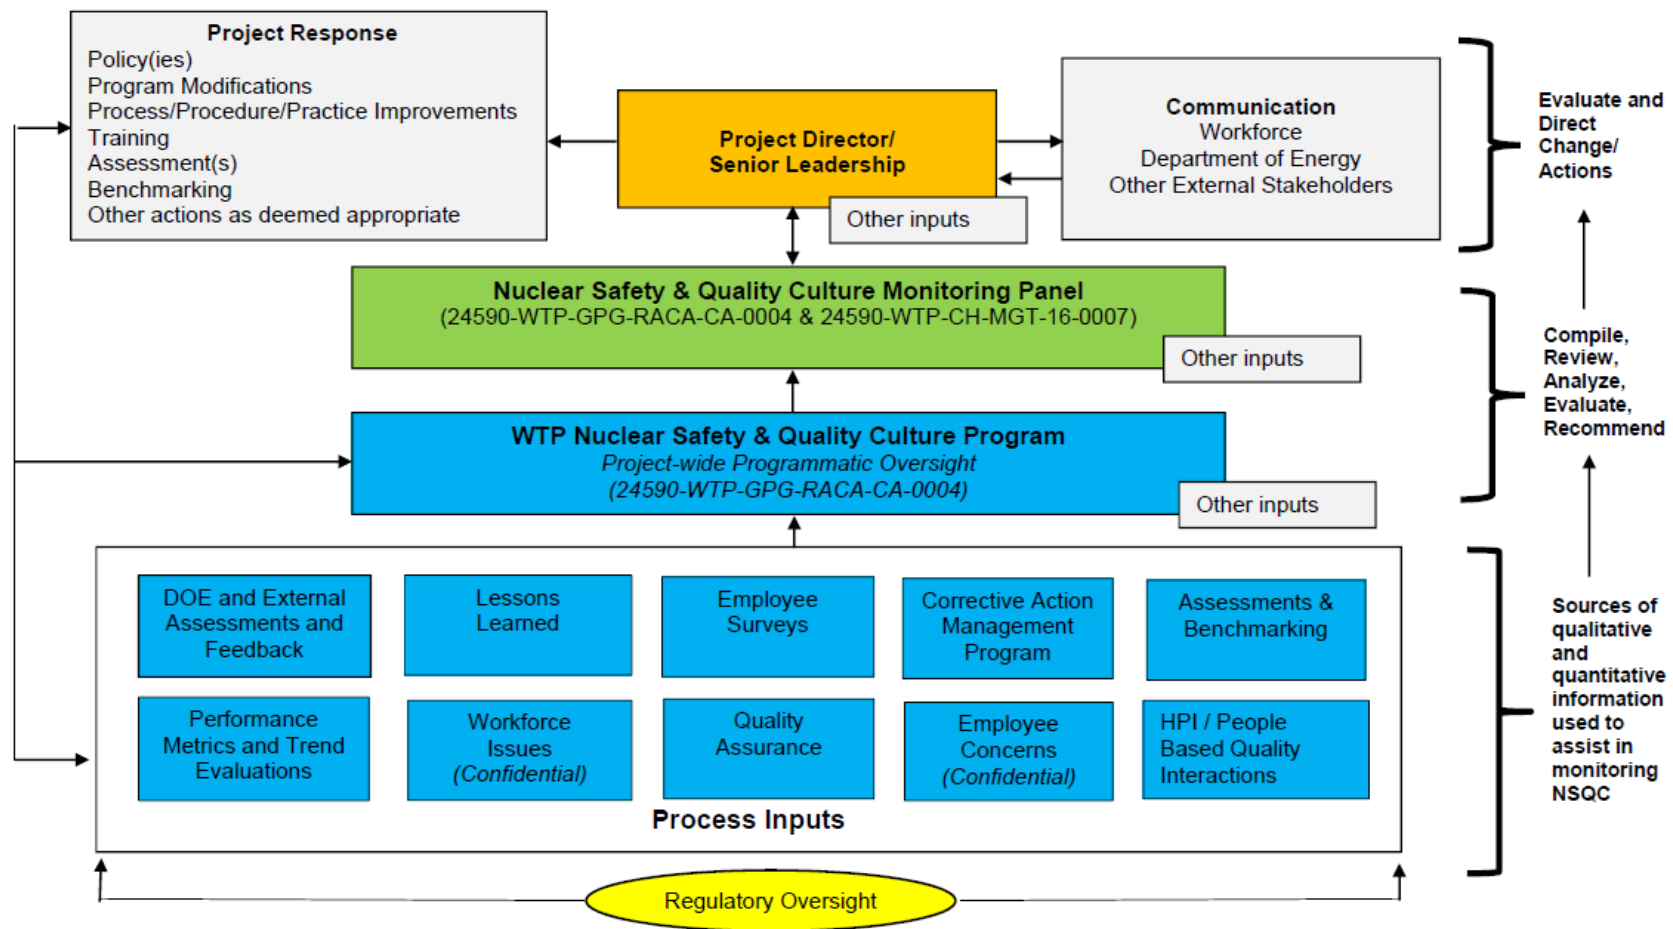 Project Response
Policy(ies)
Program Modifications
Process/Procedure/Practice Improvements
Training
Assessment(s)
Benchmarking
Other actions as deemed appropriate
Project Director/
Senior Leadership
Other inputs
Communication
Workforce
Department of Energy
Other External Stakeholders
Evaluate and
Direct
Change/
Actions
Nuclear Safety & Quality Culture Monitoring Panel
(24590-WTP-GPG-RACA-CA-0004 & 24590-WTP-CH-MGT-16-0007)
Other inputs
Compile,
Review,
Analyze,
Evaluate,
Recommend
WTP Nuclear Safety & Quality Culture Program
Project-wide Programmatic Oversight
(24590-WTP-GPG-RACA-CA-0004)
Other inputs
DOE and External
Assessments and
Feedback
Lessons
Learned
Employee
Surveys
Corrective Action
Management
Program
Assessments &
Benchmarking
Performance
Metrics and Trend
Evaluations
Workforce
Issues
(Confidential)
Quality
Assurance
Employee
Concerns
(Confidential)
HPI / People
Based Quality
Interactions
Process Inputs
Sources of
qualitative
and
quantitative
information
used to
assist in
monitoring
NSQC
Regulatory Oversight